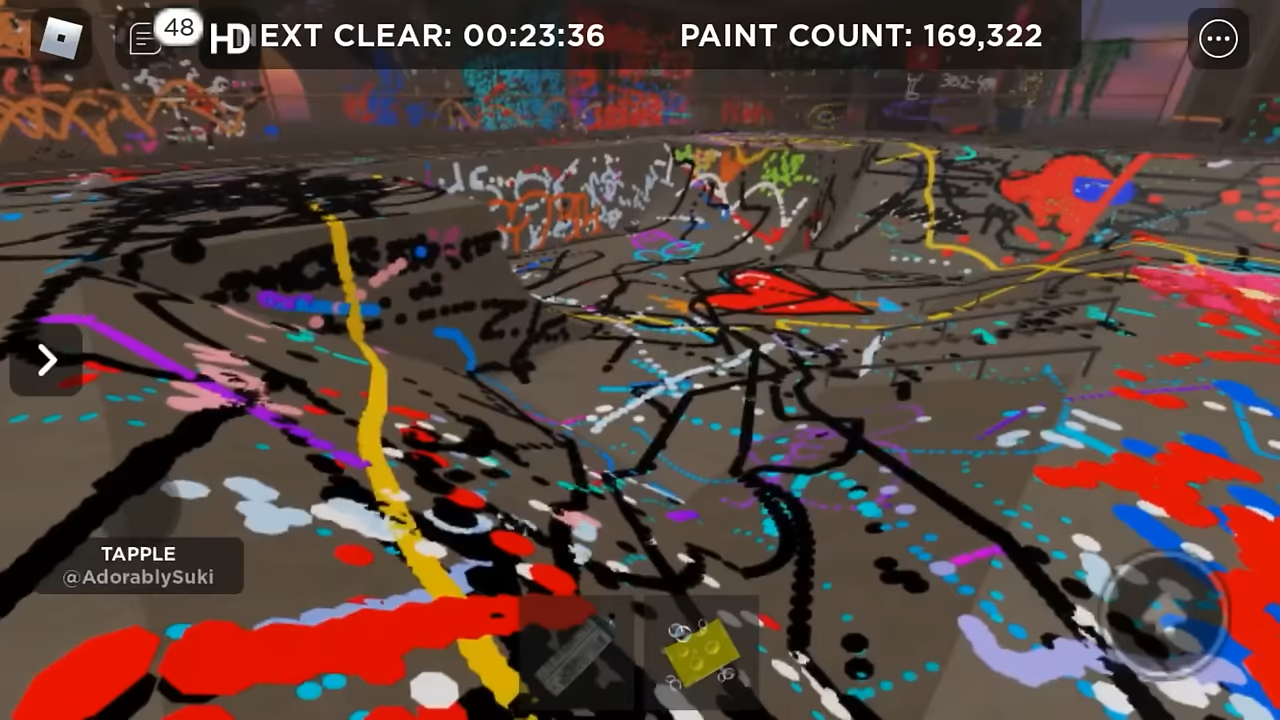 48
HD EXT CLEAR: 00:23:36
PAINT COUNT: 169,322
TAPPLE
@AdorablySuki